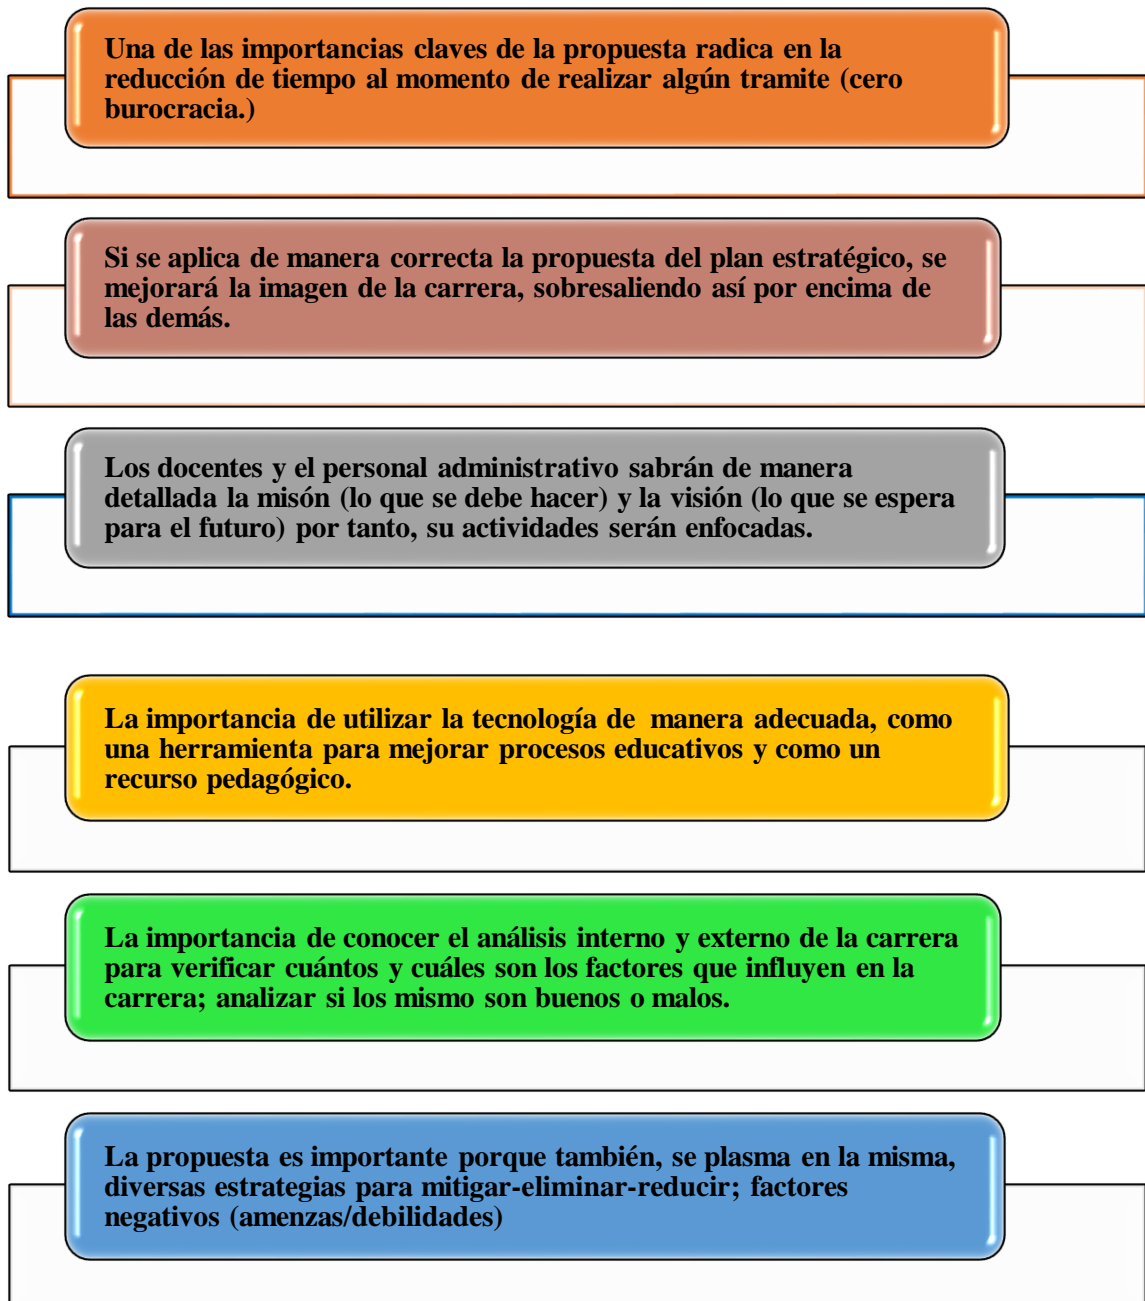 Una de las importancias claves de la propuesta radica en la
reducción de tiempo al momento de realizar algún tramite (cero
burocracia.)
Si se aplica de manera correcta la propuesta del plan estratégico, se
mejorará la imagen de la carrera, sobresaliendo así por encima de
las demás.
Los docentes y el personal administrativo sabrán de manera
detallada la misón (lo que se debe hacer) y la visión (lo que se espera
para el futuro) por tanto, su actividades serán enfocadas.
La importancia de utilizar la tecnología de manera adecuada, como
una herramienta para mejorar procesos educativos y como un
recurso pedagógico.
La importancia de conocer el análisis interno y externo de la carrera
para verificar cuántos y cuáles son los factores que influyen en la
carrera; analizar si los mismo son buenos o malos.
La propuesta es importante porque también, se plasma en la misma,
diversas estrategias para mitigar-eliminar-reducir; factores
negativos (amenzas/debilidades)